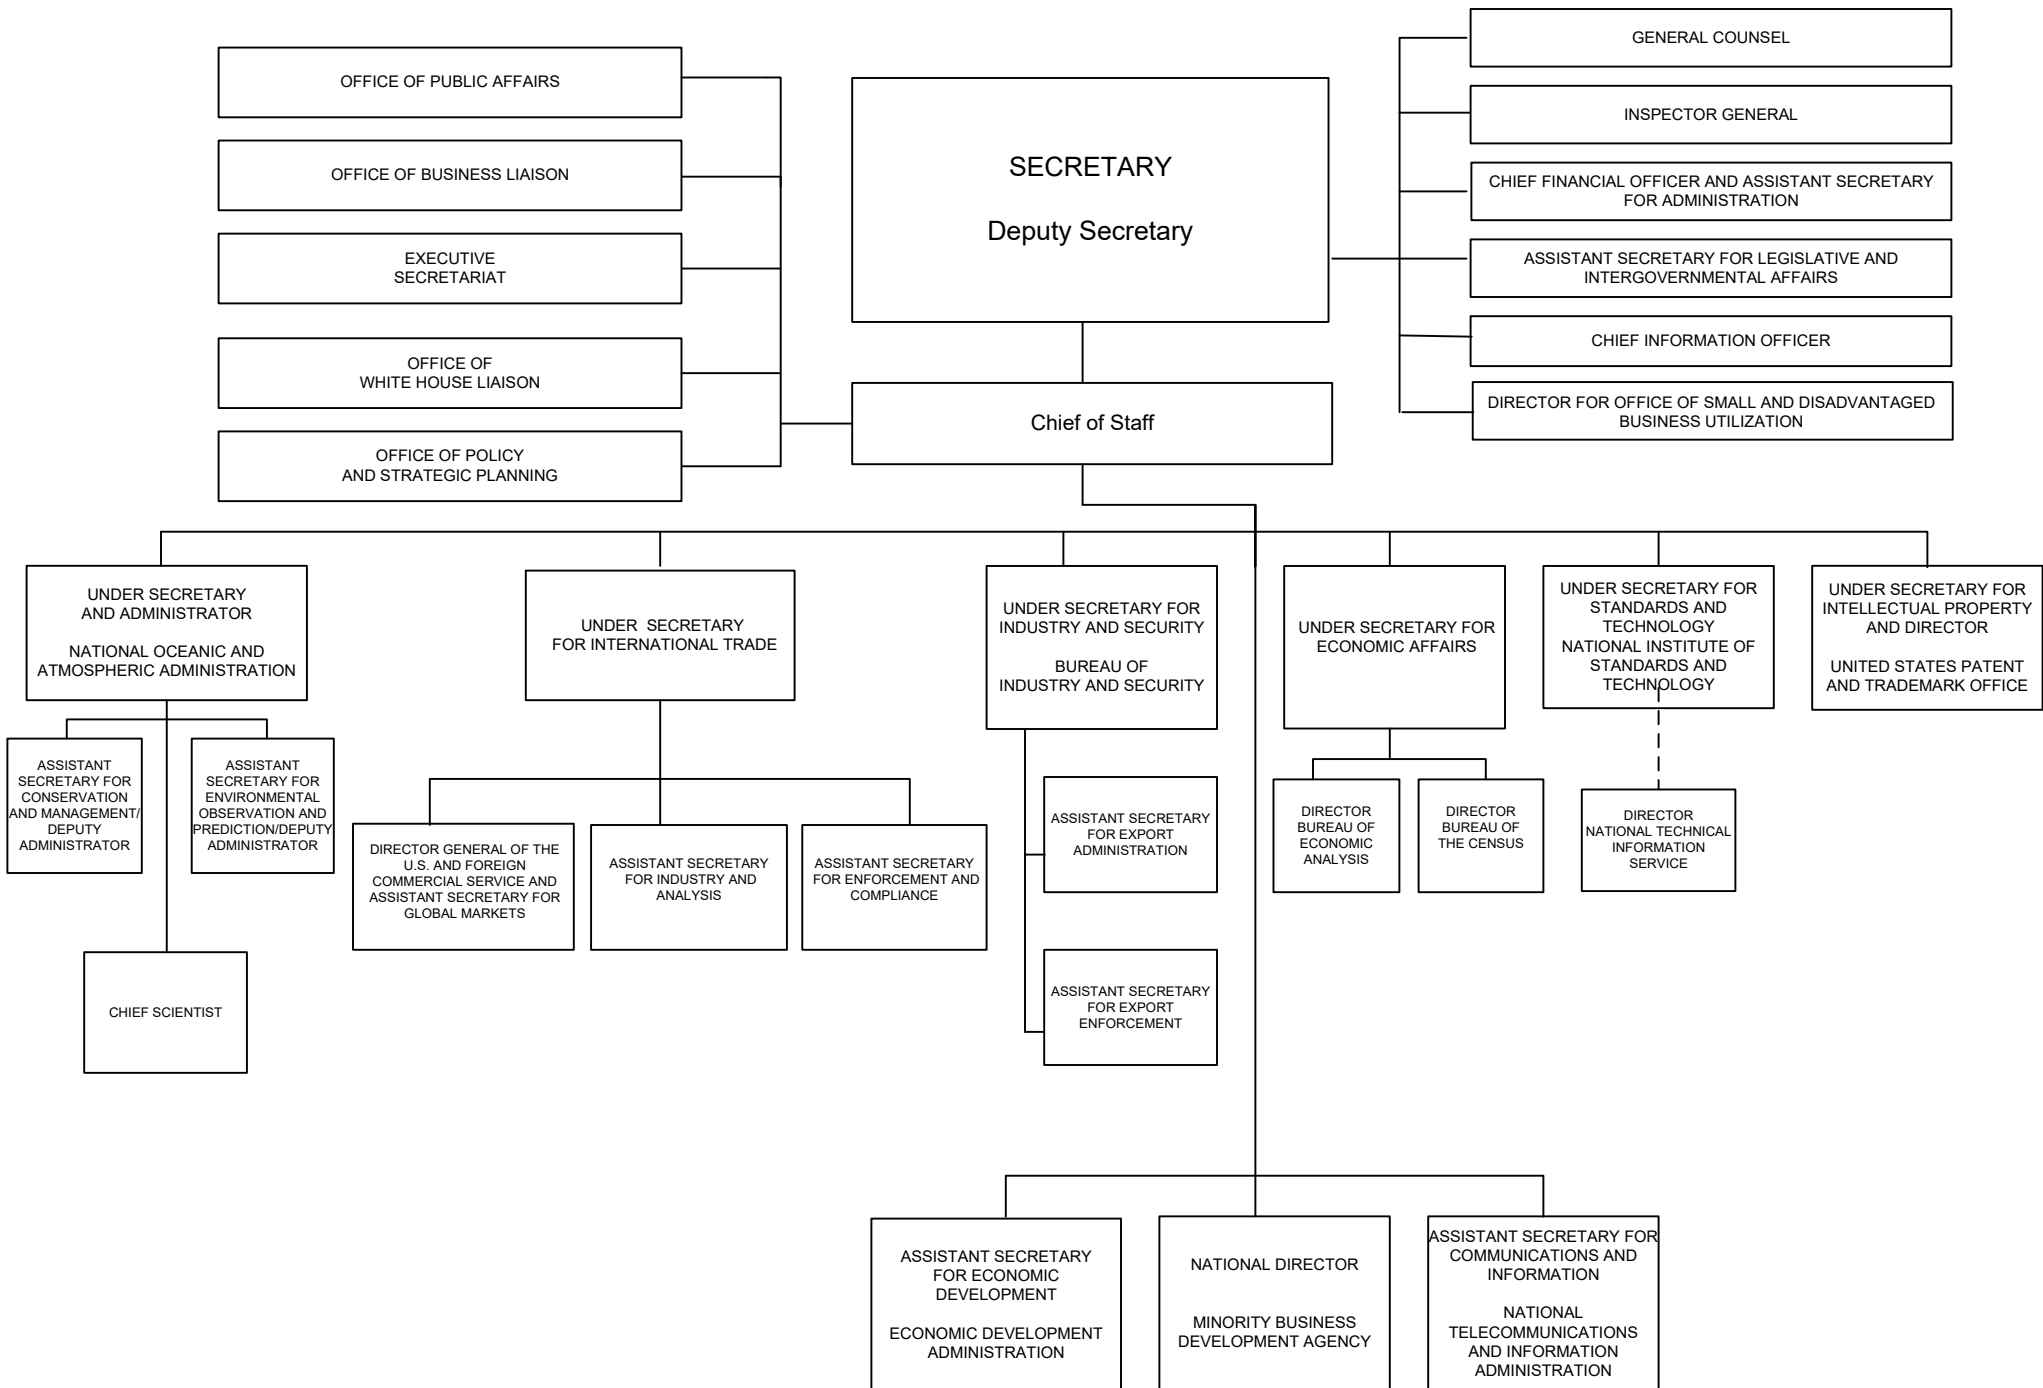 OFFICE OF PUBLIC AFFAIRS
OFFICE OF BUSINESS LIAISON
EXECUTIVE
SECRETARIAT
OFFICE OF
WHITE HOUSE LIAISON
OFFICE OF POLICY
AND STRATEGIC PLANNING
SECRETARY
Deputy Secretary
Chief of Staff
GENERAL COUNSEL
INSPECTOR GENERAL
CHIEF FINANCIAL OFFICER AND ASSISTANT SECRETARY
FOR ADMINISTRATION
ASSISTANT SECRETARY FOR LEGISLATIVE AND
INTERGOVERNMENTAL AFFAIRS
CHIEF INFORMATION OFFICER
DIRECTOR FOR OFFICE OF SMALL AND DISADVANTAGED
BUSINESS UTILIZATION
UNDER SECRETARY
AND ADMINISTRATOR
NATIONAL OCEANIC AND
ATMOSPHERIC ADMINISTRATION
UNDER SECRETARY
FOR INTERNATIONAL TRADE
UNDER SECRETARY FOR
INDUSTRY AND SECURITY
BUREAU OF
INDUSTRY AND SECURITY
UNDER SECRETARY FOR
ECONOMIC AFFAIRS
UNDER SECRETARY FOR
STANDARDS AND
TECHNOLOGY
NATIONAL INSTITUTE OF
STANDARDS AND
TECHNOLOGY
UNDER SECRETARY FOR
INTELLECTUAL PROPERTY
AND DIRECTOR
UNITED STATES PATENT
AND TRADEMARK OFFICE
ASSISTANT
SECRETARY FOR
CONSERVATION
AND MANAGEMENT/
DEPUTY
ADMINISTRATOR
ASSISTANT
SECRETARY FOR
ENVIRONMENTAL
OBSERVATION AND
PREDICTION/DEPUTY
ADMINISTRATOR
CHIEF SCIENTIST
DIRECTOR GENERAL OF THE
U.S. AND FOREIGN
COMMERCIAL SERVICE AND
ASSISTANT SECRETARY FOR
GLOBAL MARKETS
ASSISTANT SECRETARY
FOR INDUSTRY AND
ANALYSIS
ASSISTANT SECRETARY
FOR ENFORCEMENT AND
COMPLIANCE
ASSISTANT SECRETARY
FOR EXPORT
ADMINISTRATION
ASSISTANT SECRETARY
FOR EXPORT
ENFORCEMENT
DIRECTOR
BUREAU OF
ECONOMIC
ANALYSIS
DIRECTOR
BUREAU OF
THE CENSUS
DIRECTOR
NATIONAL TECHNICAL
INFORMATION
SERVICE
ASSISTANT SECRETARY
FOR ECONOMIC
DEVELOPMENT
ECONOMIC DEVELOPMENT
ADMINISTRATION
NATIONAL DIRECTOR
MINORITY BUSINESS
DEVELOPMENT AGENCY
ASSISTANT SECRETARY FOR
COMMUNICATIONS AND
INFORMATION
NATIONAL
TELECOMMUNICATIONS
AND INFORMATION
ADMINISTRATION